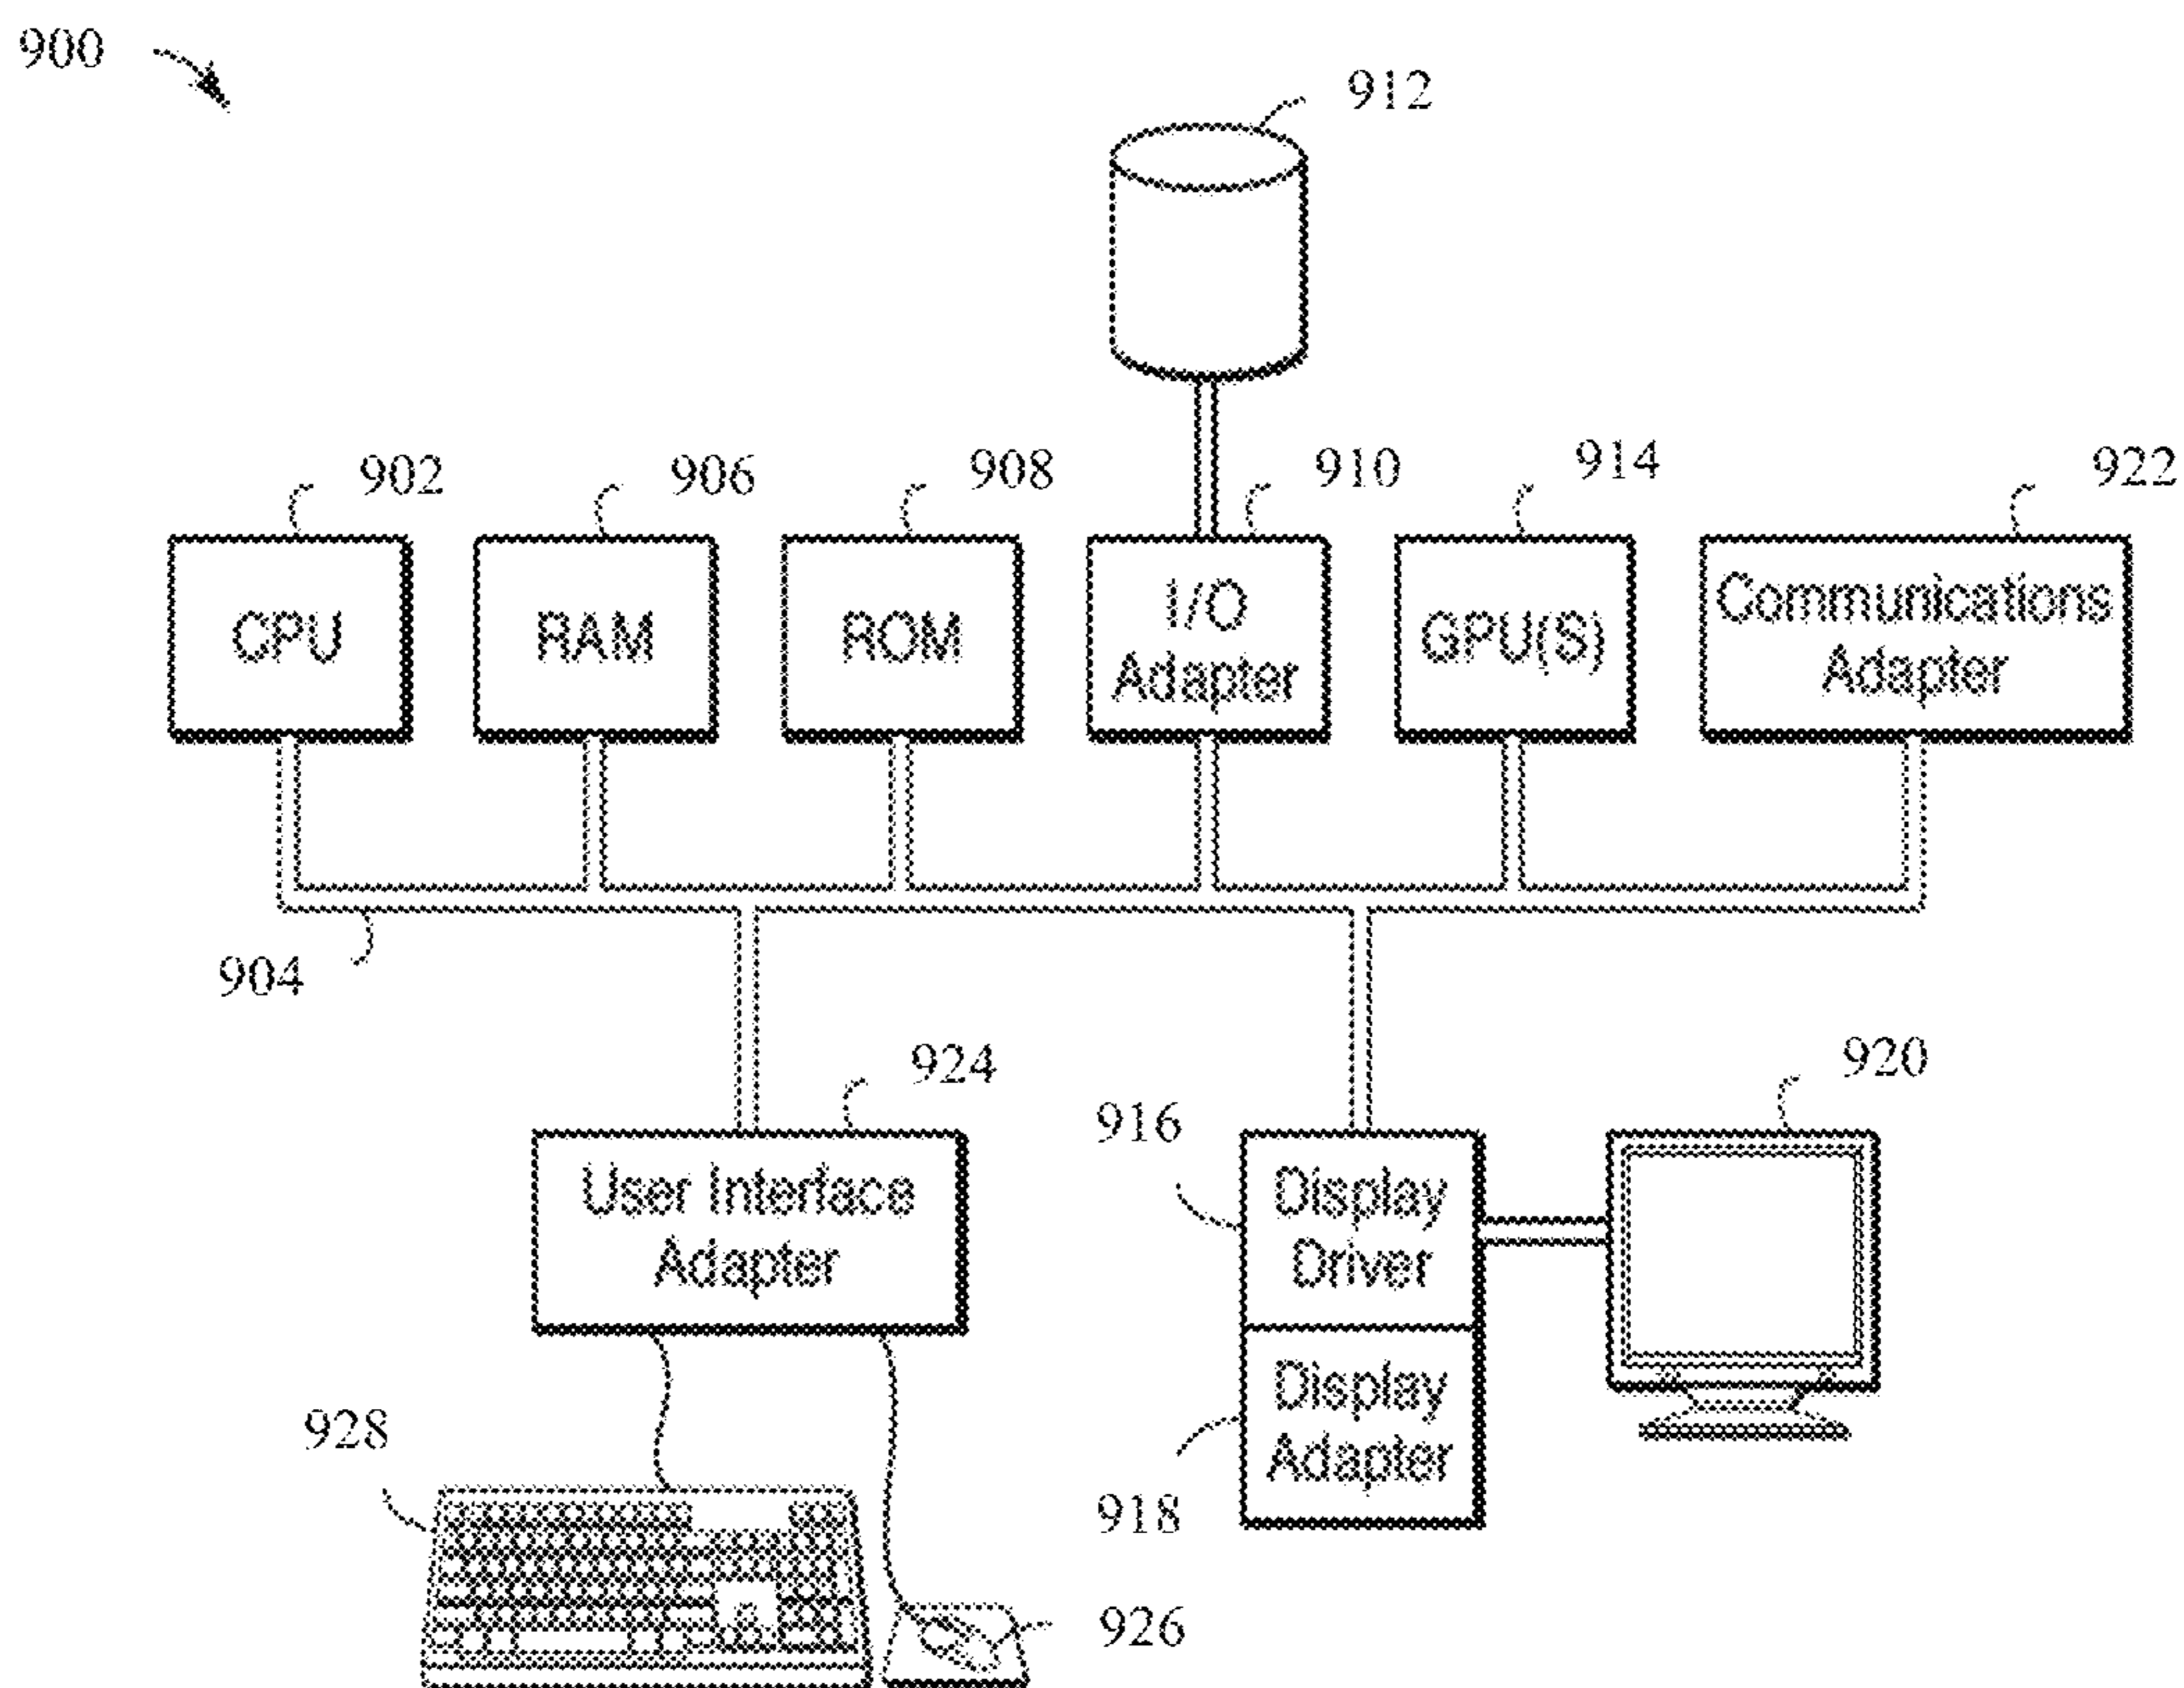 900
912
902
906
908
910
914
922
CPU
RAM
ROM
I/O
Adapter
GPU(S)
Communications
Adapter
904
924
916
920
User Interface
Adapter
Display
Driver
Display
Adapter
928
918
926